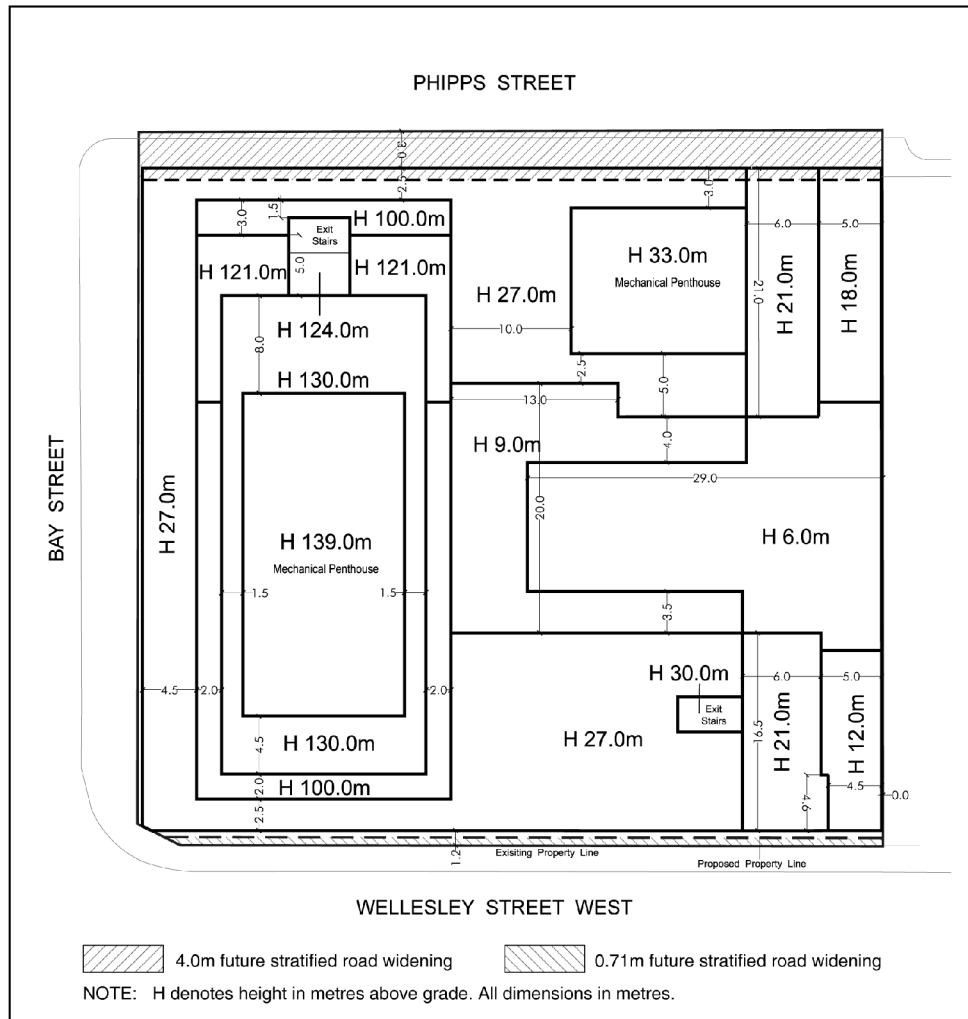 PHIPPS STREET
3.0
2.5
3.0
1.5
3.0
H 100.0m
Exit
Stairs
6.0
5.0
H 33.0m
Mechanical Penthouse
H 121.0m
H 121.0m
5.0
H 27.0m
21.0
H 21.0m
H 18.0m
H 124.0m
10.0
8.0
2.5
5.0
H 130.0m
13.0
4.0
H 9.0m
29.0
BAY STREET
H 27.0m
20.0
H 139.0m
Mechanical Penthouse
H 6.0m
1.5
1.5
3.5
H 30.0m
6.0
5.0
4.5
2.0
2.0
Exit
Stairs
16.5
H 21.0m
H 12.0m
4.5
H 130.0m
H 27.0m
2.0
H 100.0m
4.6
4.5
0.0
2.5
1.2
Exisiting Property Line
Proposed Property Line
WELLESLEY STREET WEST
4.0m future stratified road widening
0.71m future stratified road widening
NOTE: H denotes height in metres above grade. All dimensions in metres.